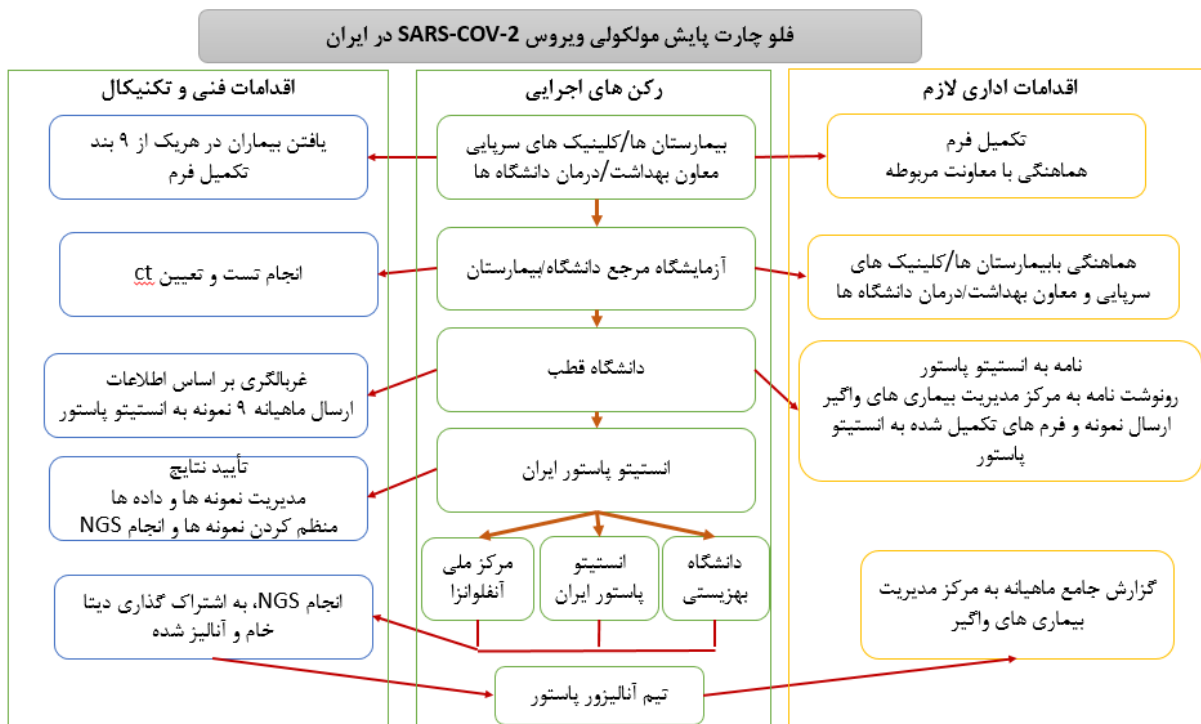 فلو چارت پایش مولکولی ویروس SARS-COV-2 در ایران
اقدامات اداری لازم
تکمیل فرم
هماهنگی با معاونت مربوطه
هماهنگی بابیمارستان ها/کلینیک های
سرپایی و معاون بهداشت/درمان دانشگاه ها
نامه به انستیتو پاستور
رونوشت نامه به مرکز مدیریت بیماری های واگیر
ارسال نمونه و فرم های تکمیل شده به انستیتو
پاستور
گزارش جامع ماهیانه به مرکز مدیریت
بیماری های واگیر
رکن های اجرایی
بیمارستان ها/کلینیک های سرپایی
معاون بهداشت/درمان دانشگاه ها
آزمایشگاه مرجع دانشگاه/بیمارستان
دانشگاه قطب
انستیتو پاستور ایران
دانشگاه
بهزیستی
انستیتو
پاستور ایران
مرکز ملی
آنفلوانزا
تیم آنالیزور پاستور
اقدامات فنی و تکنیکال
یافتن بیماران در هریک از ۹ بند
تکمیل فرم
انجام تست و تعیین ct
غربالگری بر اساس اطلاعات
ارسال ماهیانه ۹ نمونه به انستیتو پاستور
تأیید نتایج
مدیریت نمونه ها و داده ها
منظم کردن نمونه ها و انجام NGS
انجام NGS، به اشتراک گذاری دیتا
خام و آنالیز شده